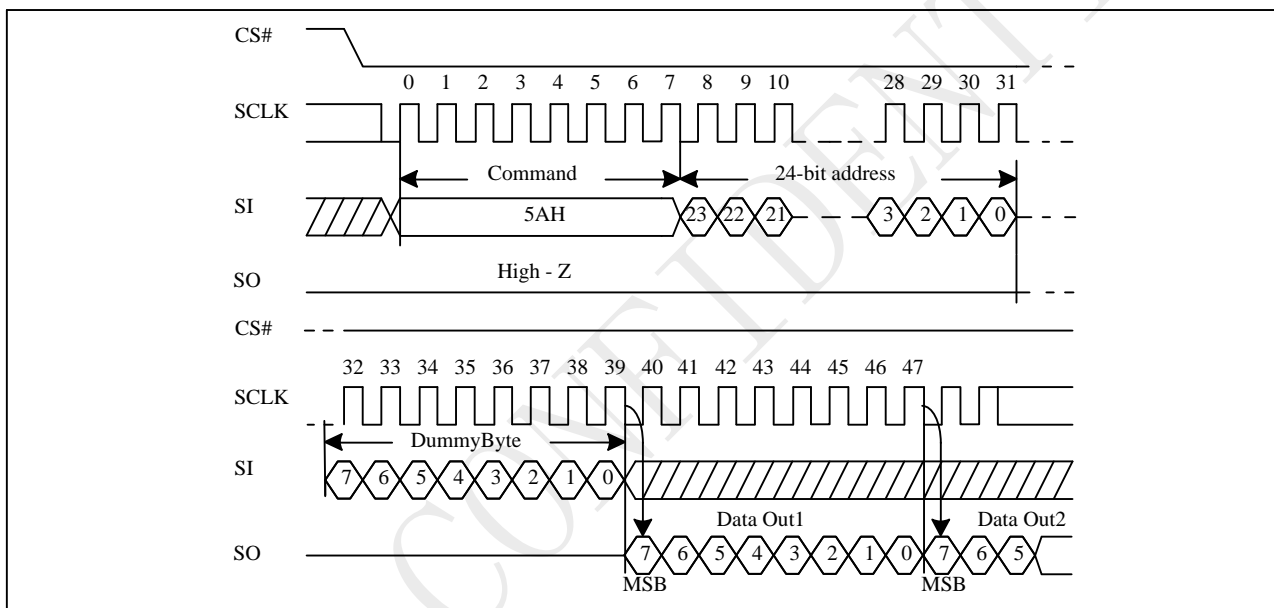 CS#
0 1 2 3 4 5 6 7 8 9 10 28 29 30 31
SCLK
Command 24-bit address
SI 5AH 23 22 21 3 2 1 0
High - Z
SO
CS#
32 33 34 35 36 37 38 39 40 41 42 43 44 45 46 47
SCLK
DummyByte
SI 7 6 5 4 3 2 1 0
Data Out1 Data Out2
SO 7 6 5 4 3 2 1 0 7 6 5
MSB MSB
CONFIDENT